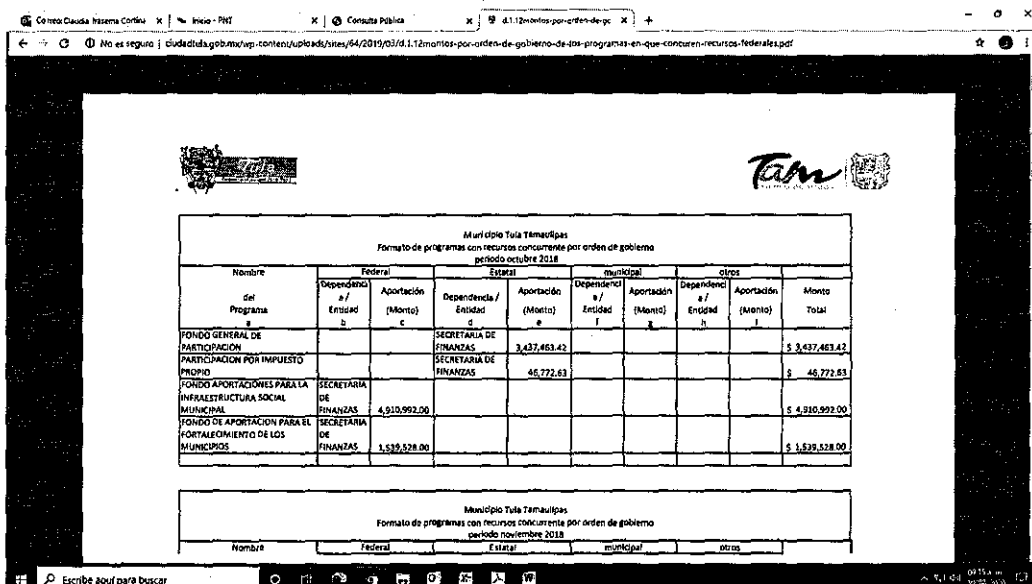 Inicio - PNT
Consulta Pública
d.1.12montos-por-orden-de-gc
No es seguro | ciudadtula.gob.mx/wp-content/uploads/sites/64/2019/03/d.1.12montos-por-orden-de-gobierno-de-los-programas-en-que-concurren-recursos-federales.pdf
Tula
Tam
Municipio Tula Tamaulipas
Formato de programas con recursos concurrente por orden de gobierno
periodo octubre 2018
Nombre del Programa a
Federal Estatal municipal otros
Dependencia / Entidad b Aportación (Monto) c Dependencia / Entidad d Aportación (Monto) e Dependencia / Entidad f Aportación (Monto) g Dependencia / Entidad h Aportación (Monto) i Monto Total
FONDO GENERAL DE PARTICIPACION SECRETARIA DE FINANZAS 3,437,463.42 $ 3,437,463.42
PARTICIPACION POR IMPUESTO PROPIO SECRETARIA DE FINANZAS 46,772.63 $ 46,772.63
FONDO APORTACIONES PARA LA INFRAESTRUCTURA SOCIAL MUNICIPAL SECRETARIA DE FINANZAS 4,910,992.00 $ 4,910,992.00
FONDO DE APORTACION PARA EL FORTALECIMIENTO DE LOS MUNICIPIOS SECRETARIA DE FINANZAS 1,539,528.00 $ 1,539,528.00
Municipio Tula Tamaulipas
Formato de programas con recursos concurrente por orden de gobierno
periodo noviembre 2018
Nombre Federal Estatal municipal otros
Escribe aquí para buscar